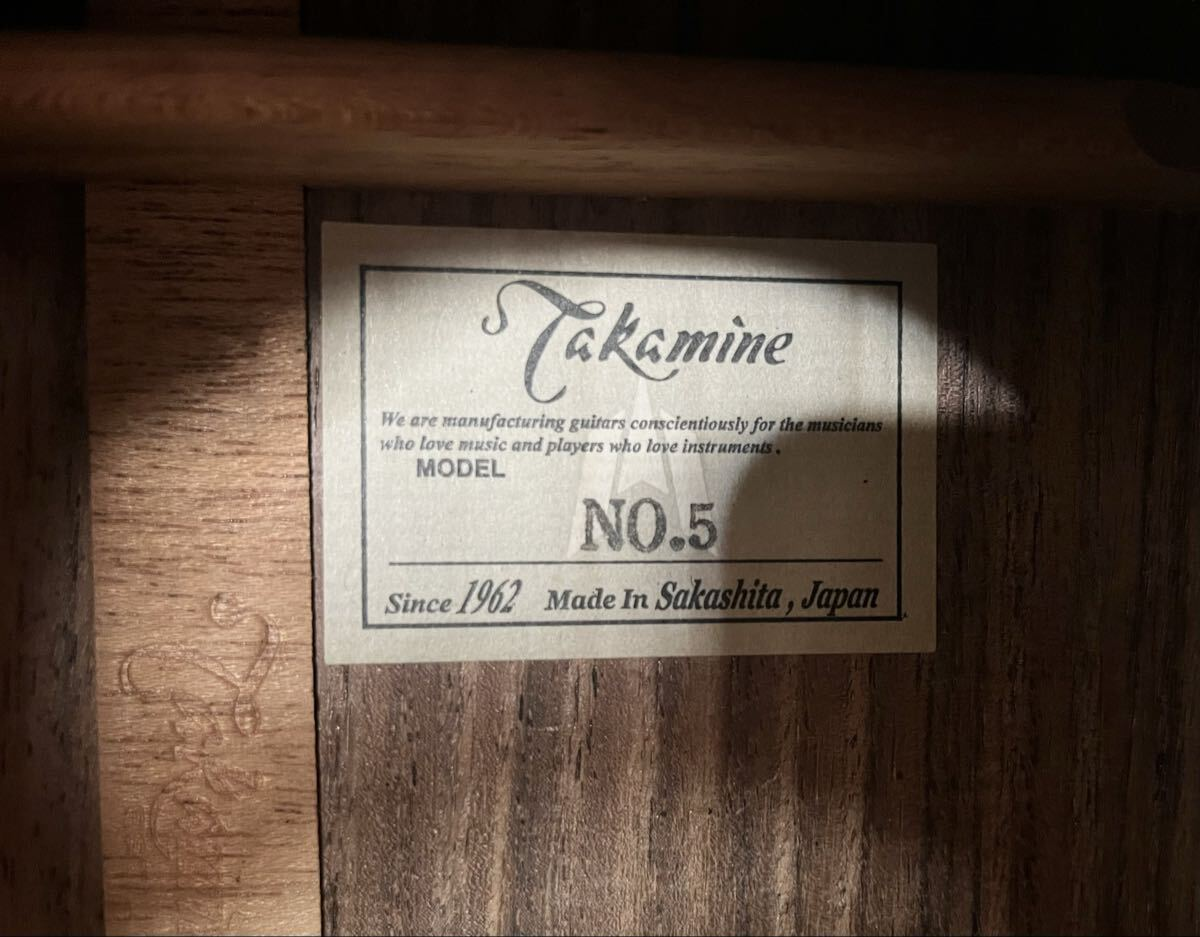 Takamine
We are manufacturing guitars conscientiously for the musicians
who love music and players who love instruments.
MODEL
NO.5
Since 1962 Made In Sakashita, Japan